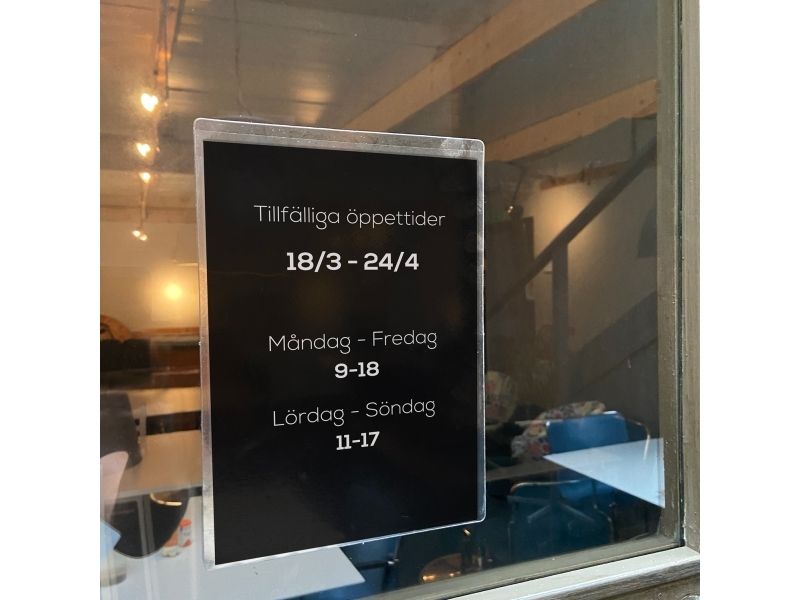 Tillfälliga öppettider
18/3 - 24/4
Måndag - Fredag
9-18
Lördag - Söndag
11-17